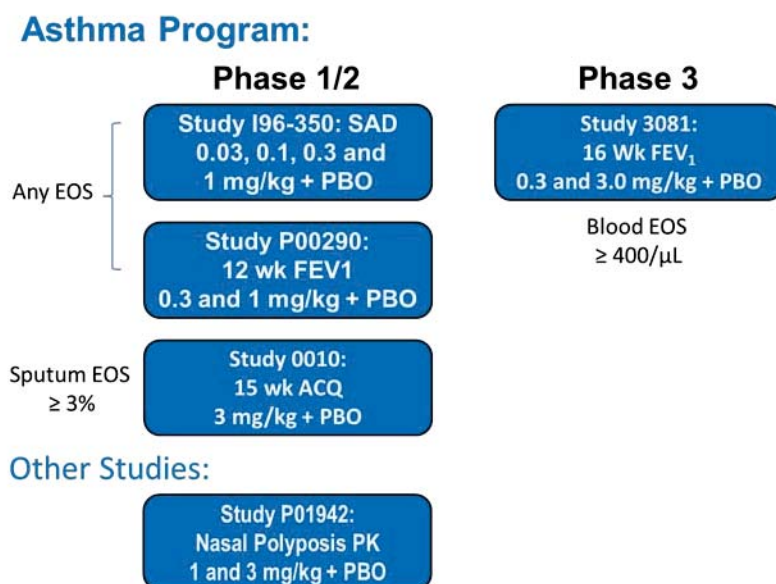 Asthma Program:
Phase 1/2
Phase 3
Any EOS
Study I96-350: SAD
0.03, 0.1, 0.3 and
1 mg/kg + PBO
Study P00290:
12 wk FEV1
0.3 and 1 mg/kg + PBO
Study 3081:
16 Wk FEV₁
0.3 and 3.0 mg/kg + PBO
Blood EOS
≥ 400/µL
Sputum EOS
≥ 3%
Study 0010:
15 wk ACQ
3 mg/kg + PBO
Other Studies:
Study P01942:
Nasal Polyposis PK
1 and 3 mg/kg + PBO